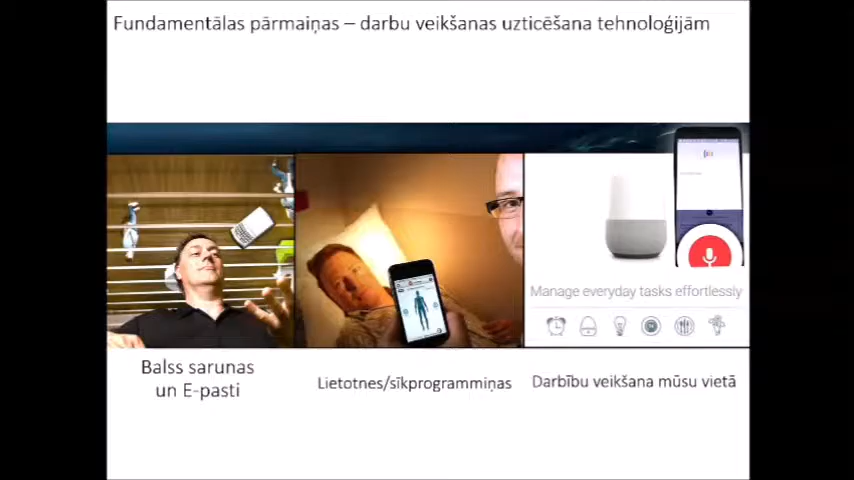 Fundamentālas pārmaiņas – darbu veikšanas uzticēšana tehnoloģijām
Manage everyday tasks effortlessly
Balss sarunas
un E-pasti
Lietotnes/sīkprogrammiņas
Darbību veikšana mūsu vietā